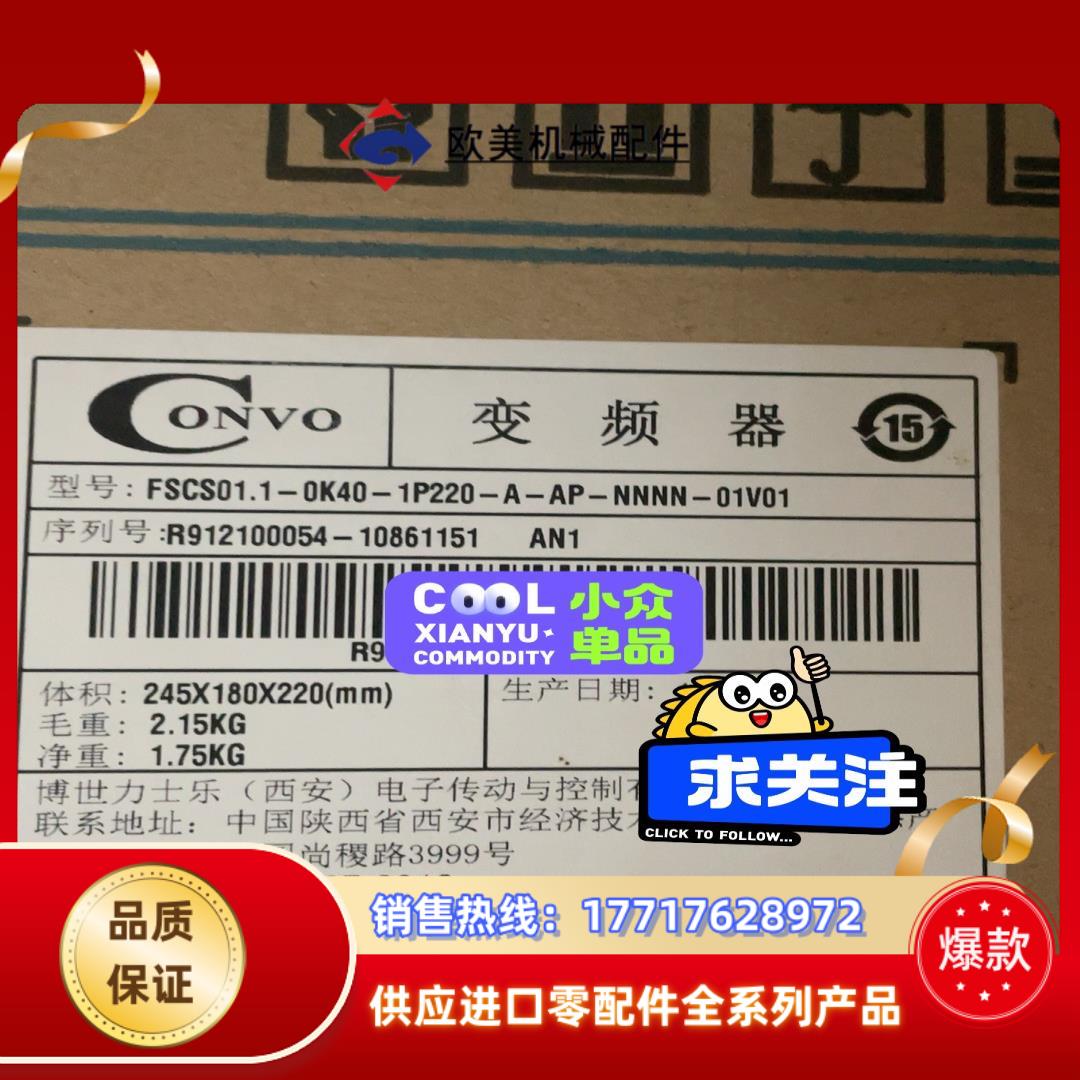 欧美机械配件
CONVO
变频器
15
型号：FSCS01.1-0K40-1P220-A-AP-NNNN-01V01
序列号:R912100054-10861151 AN1
R9
COOL 小众
XIANYU 单品
COMMODITY
体积：245X180X220(mm)
生产日期：
毛重：2.15KG
净重：1.75KG
求关注
CLICK TO FOLLOW...
博世力士乐（西安）电子传动与控制
联系地址：中国陕西省西安市经济技
尚稷路3999号
品质
保证
销售热线：17717628972
爆款
供应进口零配件全系列产品